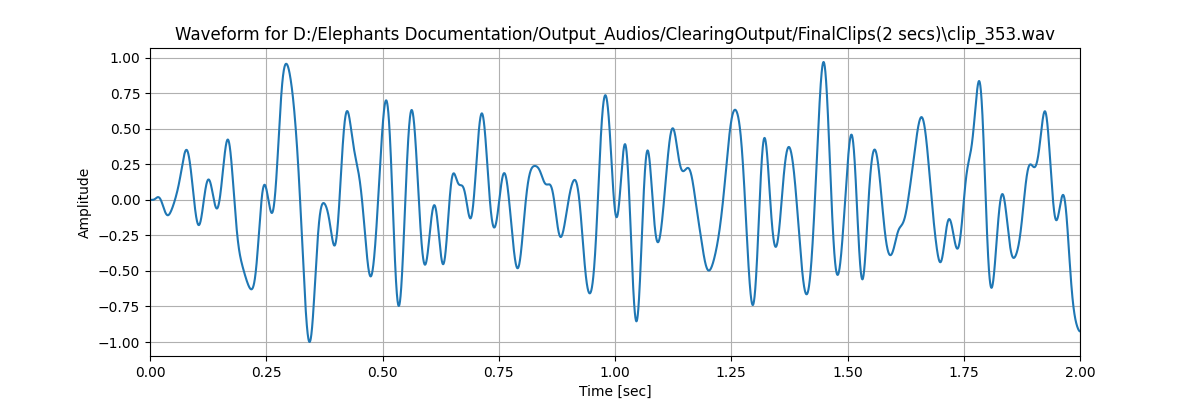 Waveform for D:/Elephants Documentation/Output_Audios/ClearingOutput/FinalClips(2 secs)\clip_353.wav
1.00
0.75
0.50
0.25
0.00
−0.25
−0.50
−0.75
−1.00
Amplitude
0.00 0.25 0.50 0.75 1.00 1.25 1.50 1.75 2.00
Time [sec]